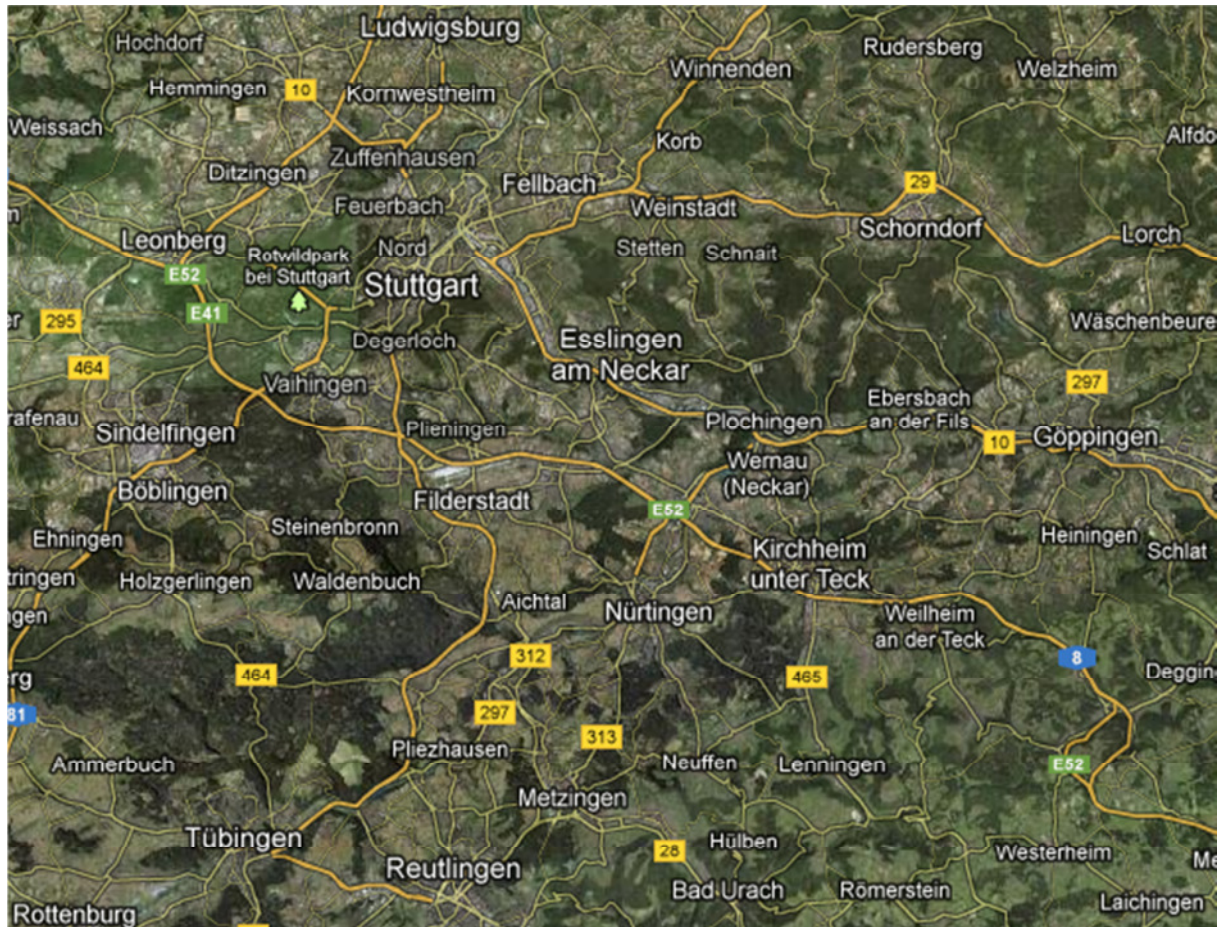 Ludwigsburg
Hochdorf
Rudersberg
Winnenden
Welzheim
Hemmingen
10
Kornwestheim
Weissach
Alfdo
Korb
Zuffenhausen
Ditzingen
Fellbach
29
Feuerbach
Weinstadt
Schorndorf
Lorch
Leonberg
Nord
Stetten
Schnait
Rotwildpark
bei Stuttgart
E52
Stuttgart
E41
295
er
Wäschenbeure
Degerloch
Esslingen
am Neckar
464
Vaihingen
297
rafenau
Ebersbach
an der Fils
Sindelfingen
Plieningen
Plochingen
10
Göppingen
Wernau
(Neckar)
Böblingen
Filderstadt
E52
Steinenbronn
Ehningen
Heiningen
Schlat
Kirchheim
unter Teck
tringen
Holzgerlingen
Waldenbuch
Aichtal
Nürtingen
ngen
Weilheim
an der Teck
312
8
rg
464
465
Deggin
81
297
313
Pliezhausen
Ammerbuch
Neuffen
Lenningen
E52
Metzingen
Tübingen
Hülben
28
Westerheim
Me
Reutlingen
Bad Urach
Römerstein
Laichingen
Rottenburg